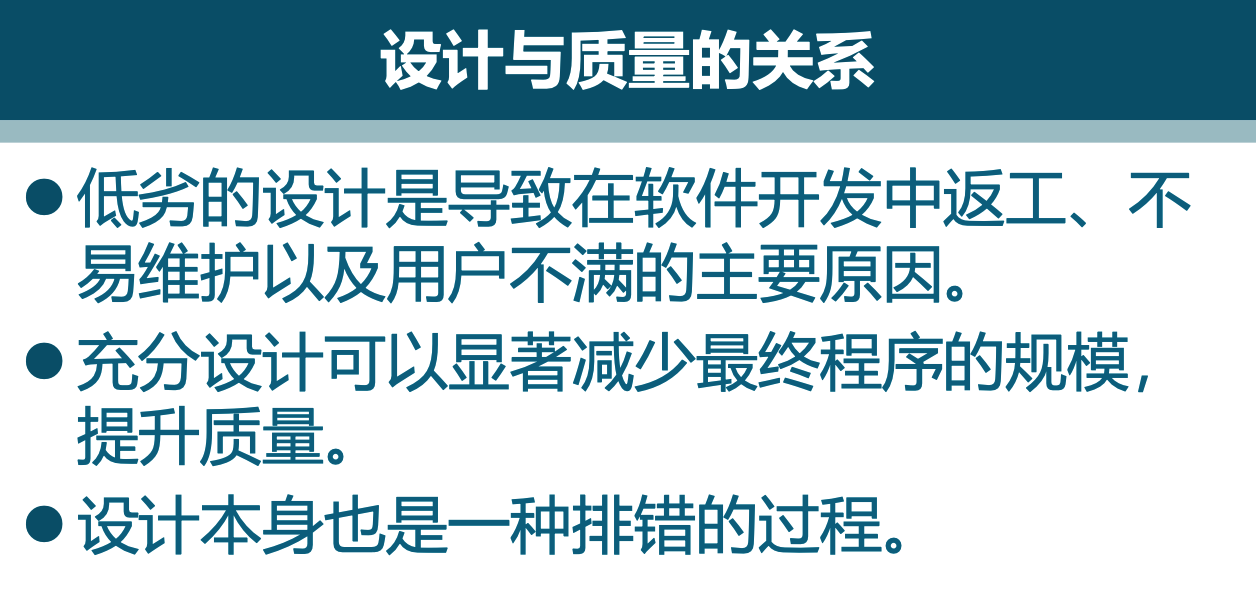 设计与质量的关系
●低劣的设计是导致在软件开发中返工、不
易维护以及用户不满的主要原因。
●充分设计可以显著减少最终程序的规模，
提升质量。
●设计本身也是一种排错的过程。